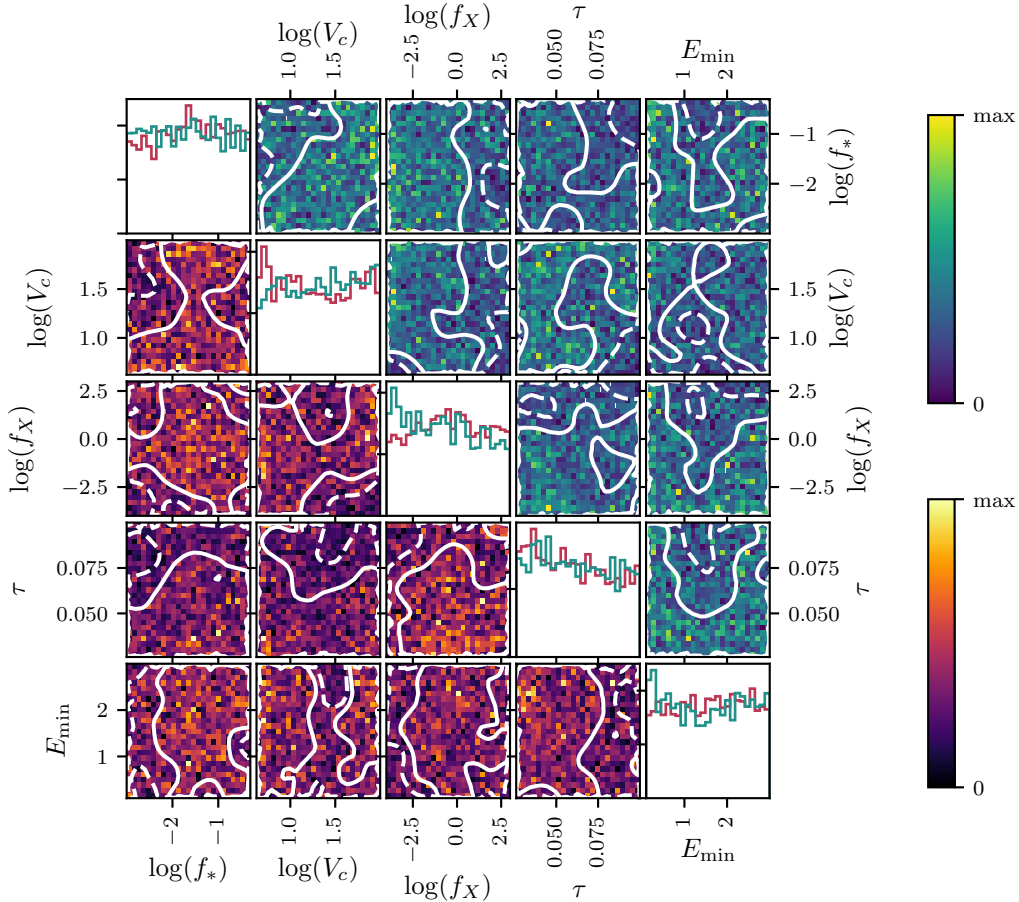 log(V_c)
log(f_X)
τ
E_min
1.0 1.5
−2.5 0.0 2.5
0.050 0.075
1 2
max
0
−1
−2
log(f_*)
log(V_c)
1.5
1.0
1.5
1.0
log(V_c)
log(f_X)
2.5
0.0
−2.5
2.5
0.0
−2.5
log(f_X)
max
0
τ
0.075
0.050
0.075
0.050
τ
E_min
2
1
−2 −1
1.0 1.5
−2.5 0.0 2.5
0.050 0.075
1 2
log(f_*)
log(V_c)
log(f_X)
τ
E_min